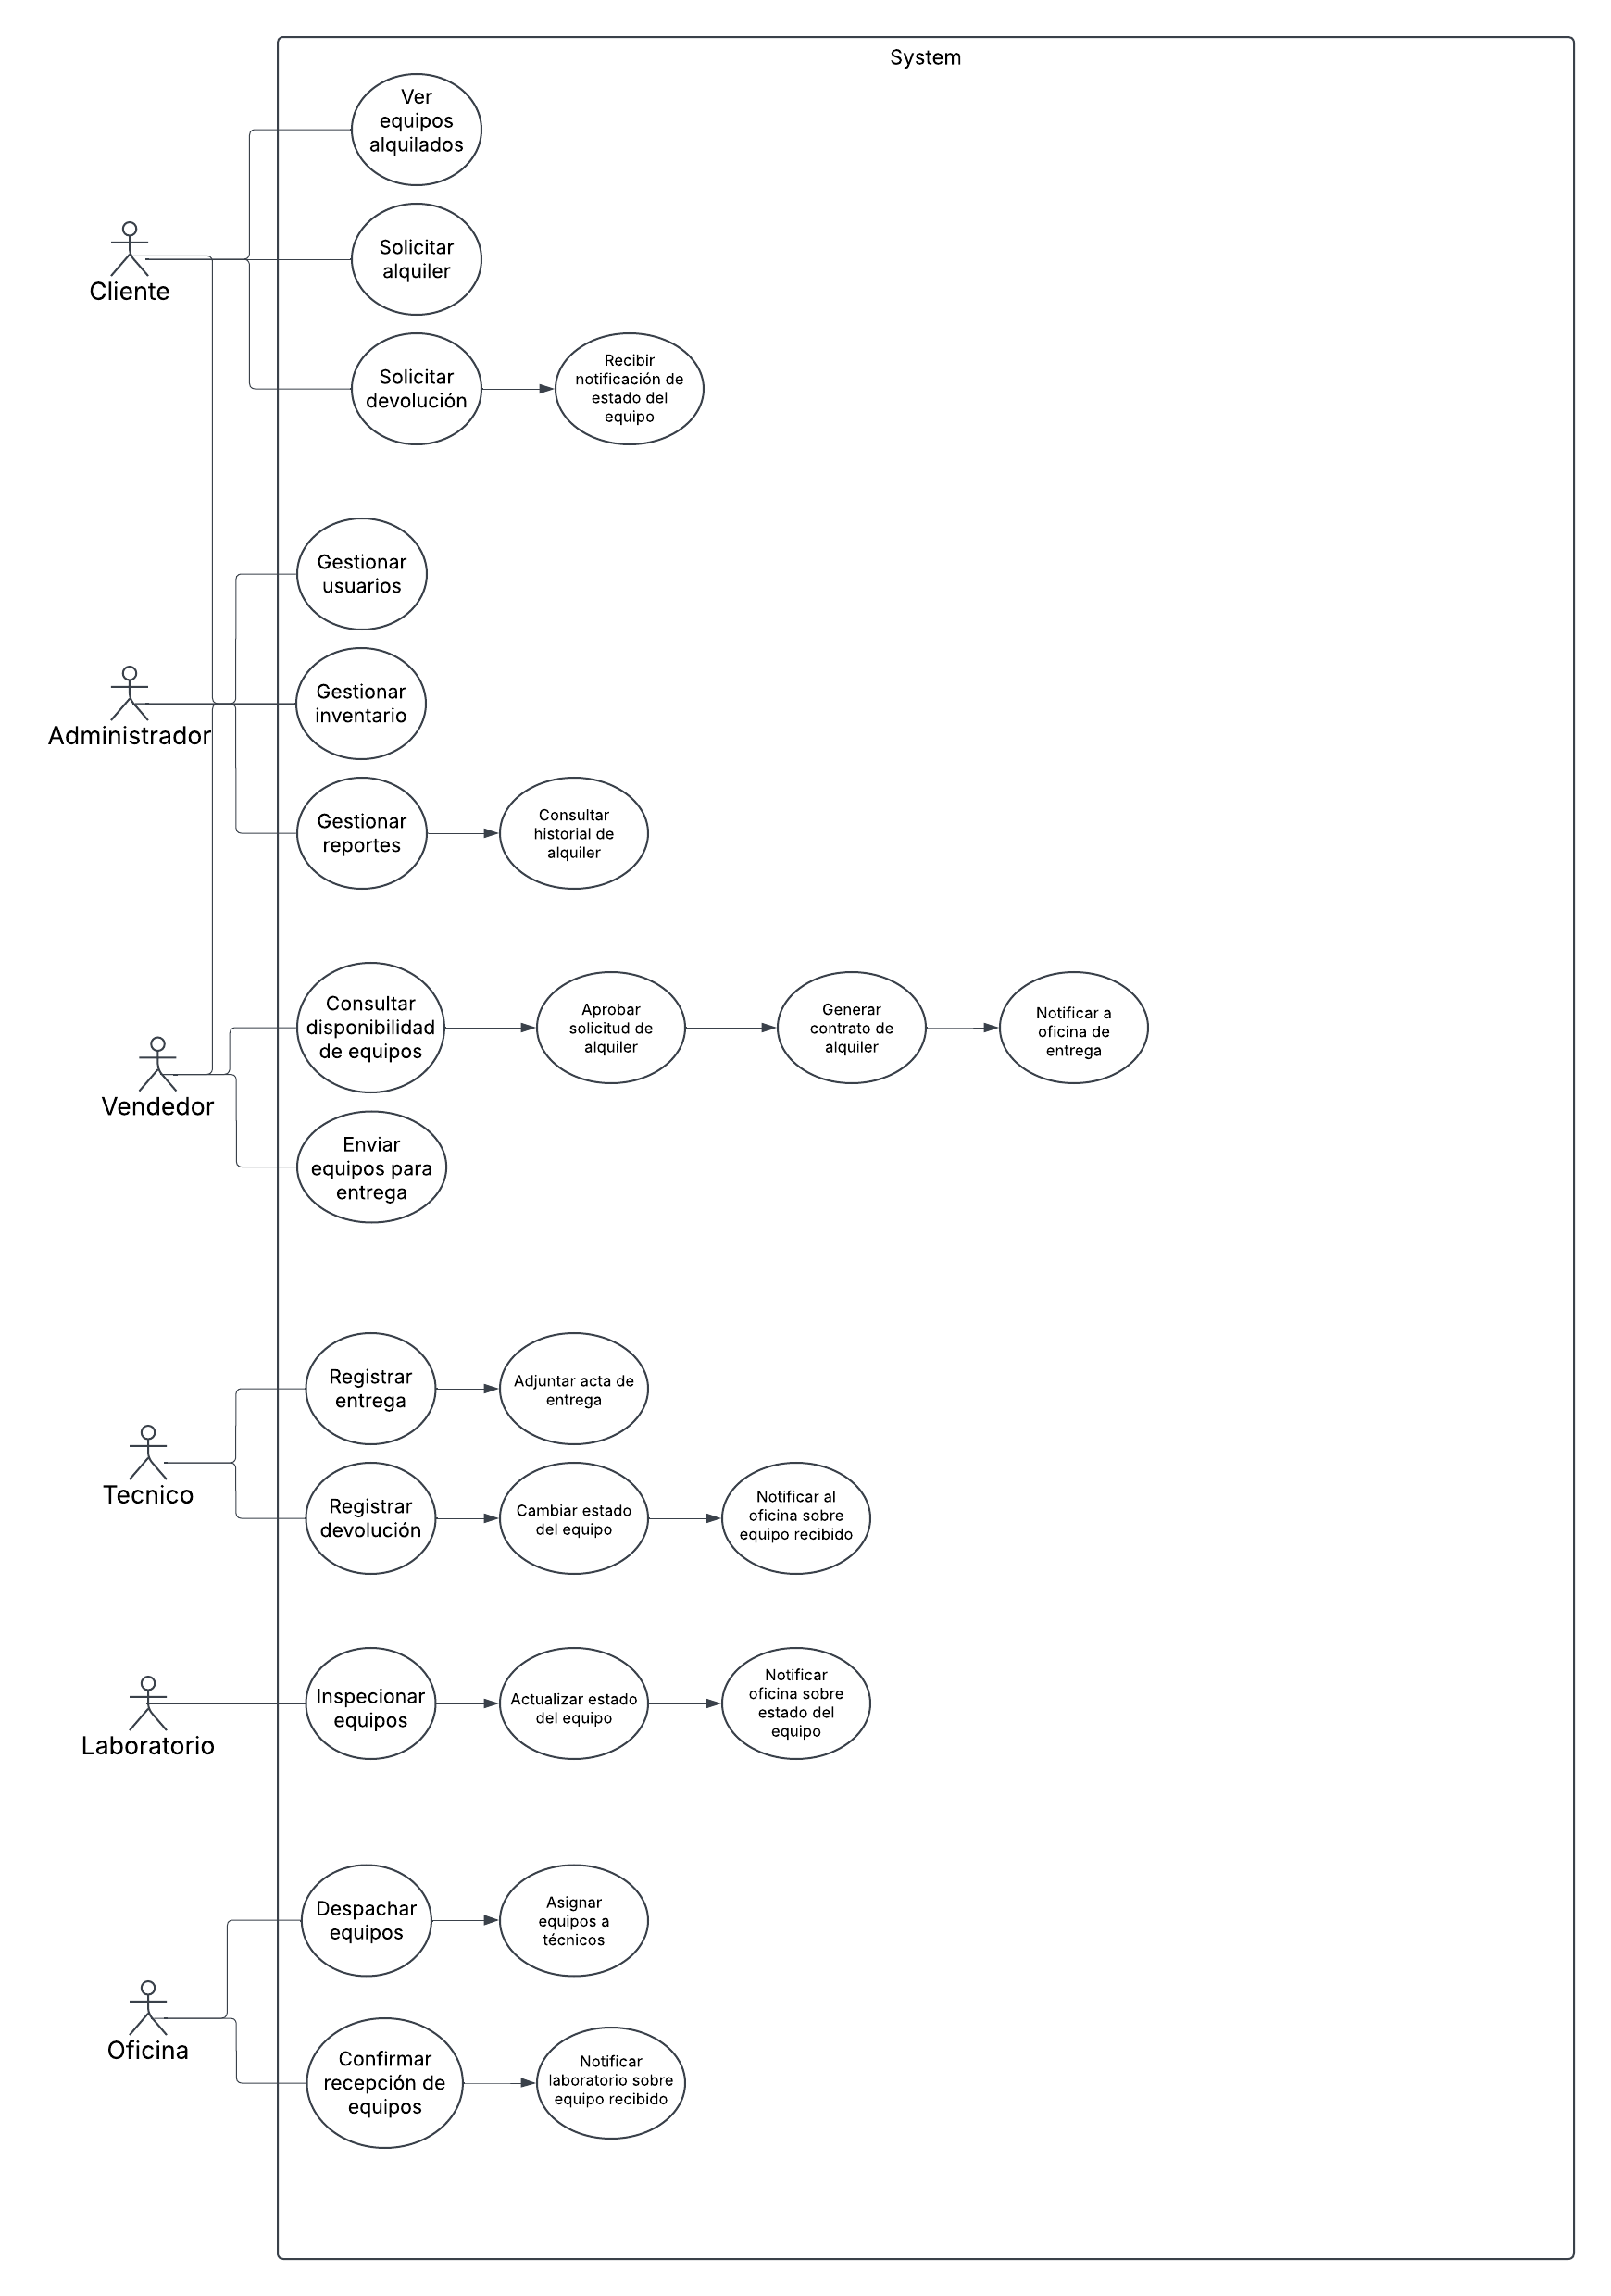 System
Ver
equipos
alquilados
Solicitar
alquiler
Cliente
Solicitar
devolución
Recibir
notificación de
estado del
equipo
Gestionar
usuarios
Gestionar
inventario
Administrador
Gestionar
reportes
Consultar
historial de
alquiler
Consultar
disponibilidad
de equipos
Aprobar
solicitud de
alquiler
Generar
contrato de
alquiler
Notificar a
oficina de
entrega
Vendedor
Enviar
equipos para
entrega
Registrar
entrega
Adjuntar acta de
entrega
Tecnico
Registrar
devolución
Cambiar estado
del equipo
Notificar al
oficina sobre
equipo recibido
Inspecionar
equipos
Actualizar estado
del equipo
Notificar
oficina sobre
estado del
equipo
Laboratorio
Despachar
equipos
Asignar
equipos a
técnicos
Oficina
Confirmar
recepción de
equipos
Notificar
laboratorio sobre
equipo recibido